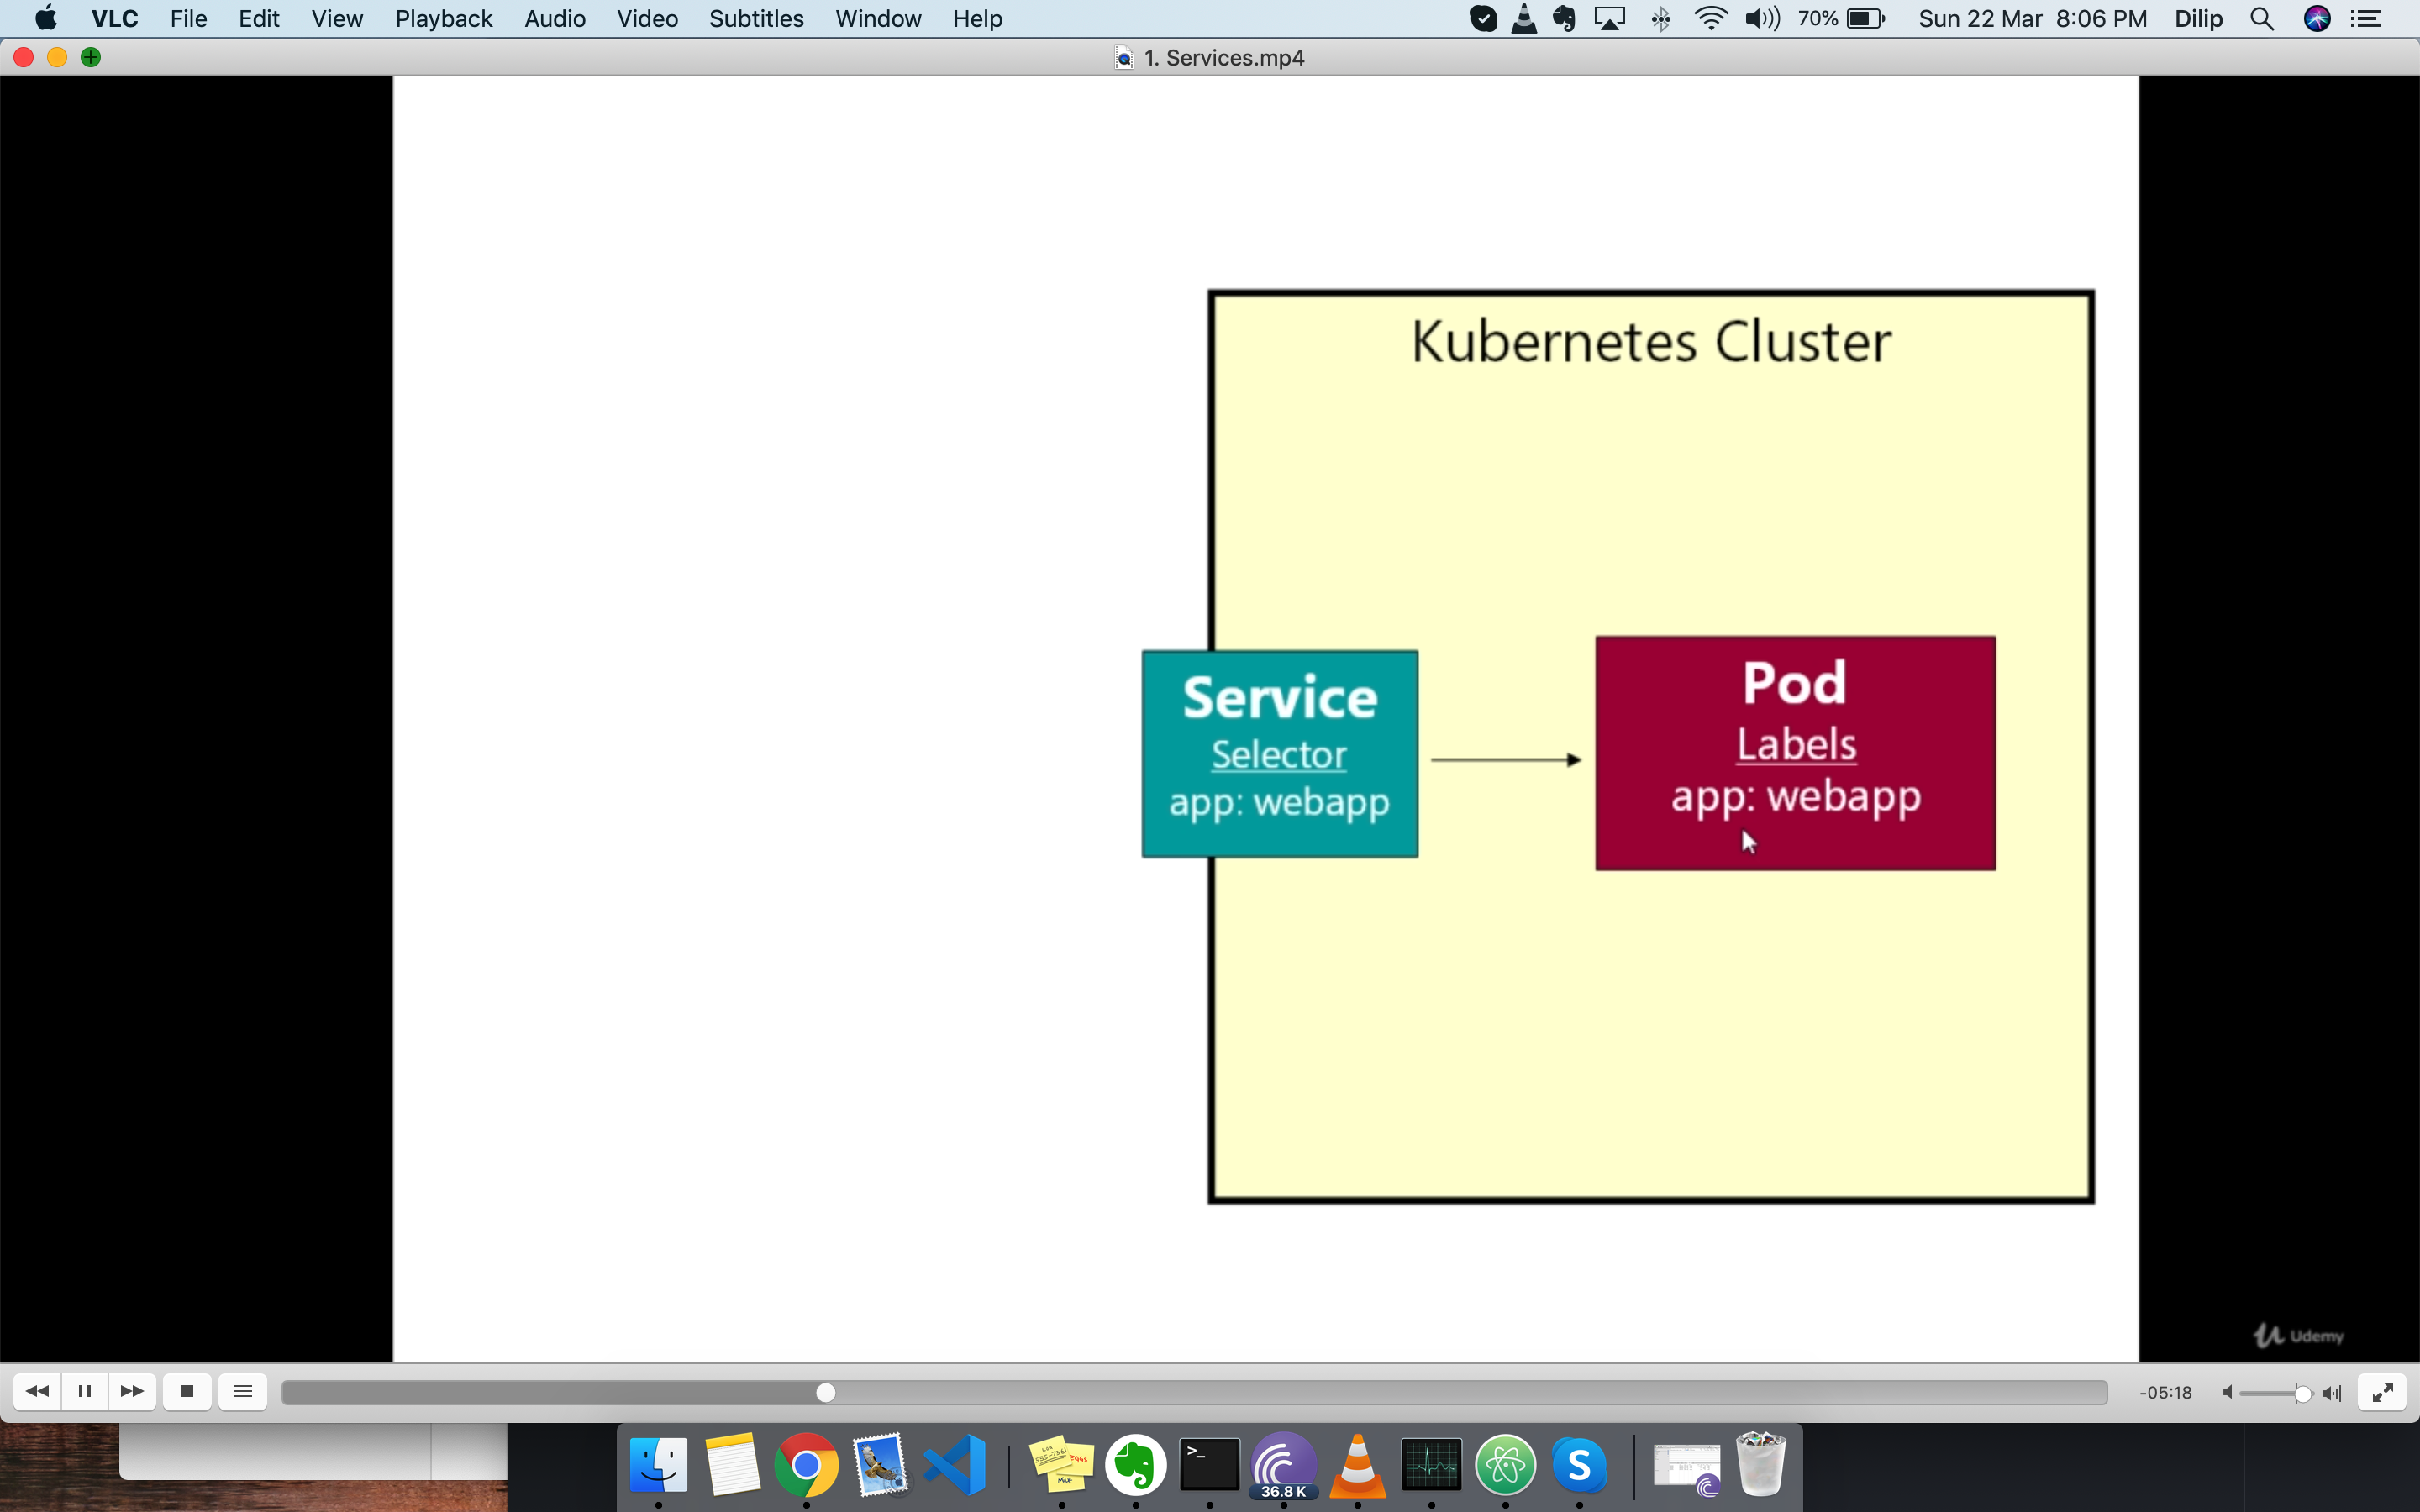 VLC File Edit View Playback Audio Video Subtitles Window Help 70% Sun 22 Mar 8:06 PM Dilip
1. Services.mp4
Kubernetes Cluster
Service
Selector
app: webapp
Pod
Labels
app: webapp
Udemy
-05:18
36.8 K